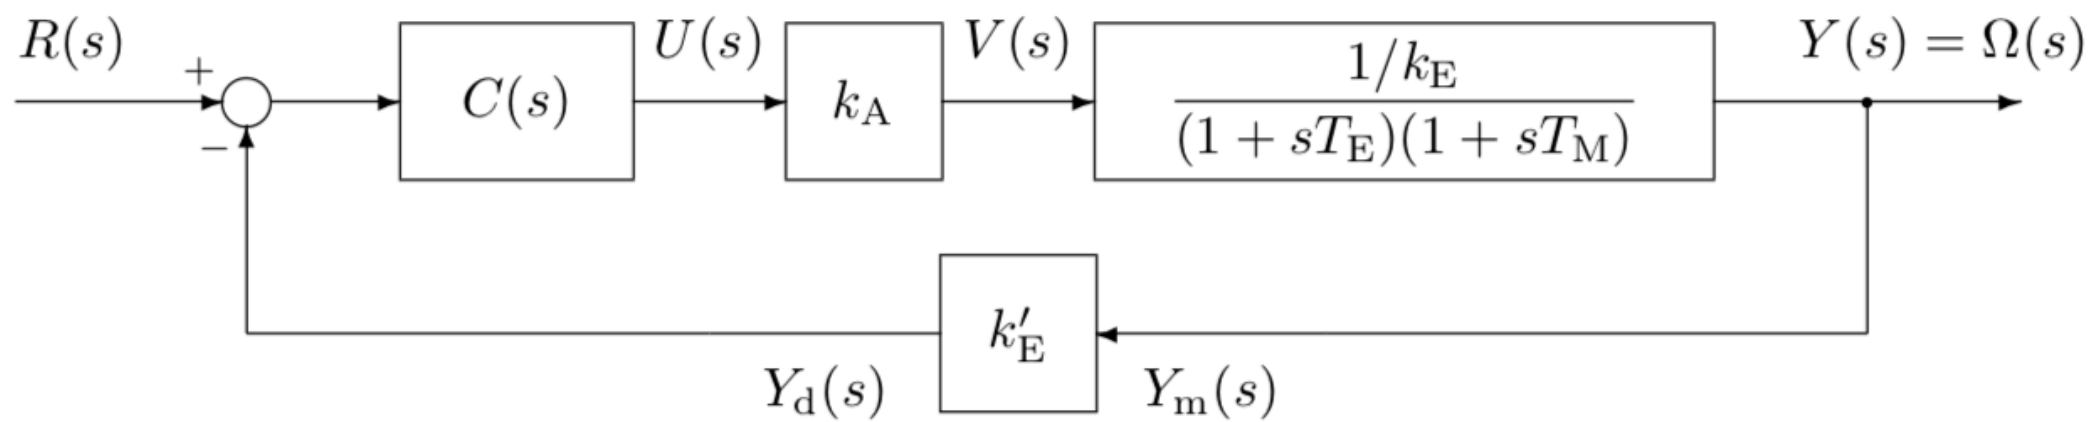 R(s)
+
−
C(s)
U(s)
k_A
V(s)
1/k_E
(1 + sT_E)(1 + sT_M)
Y(s) = Ω(s)
k′_E
Y_d(s)
Y_m(s)